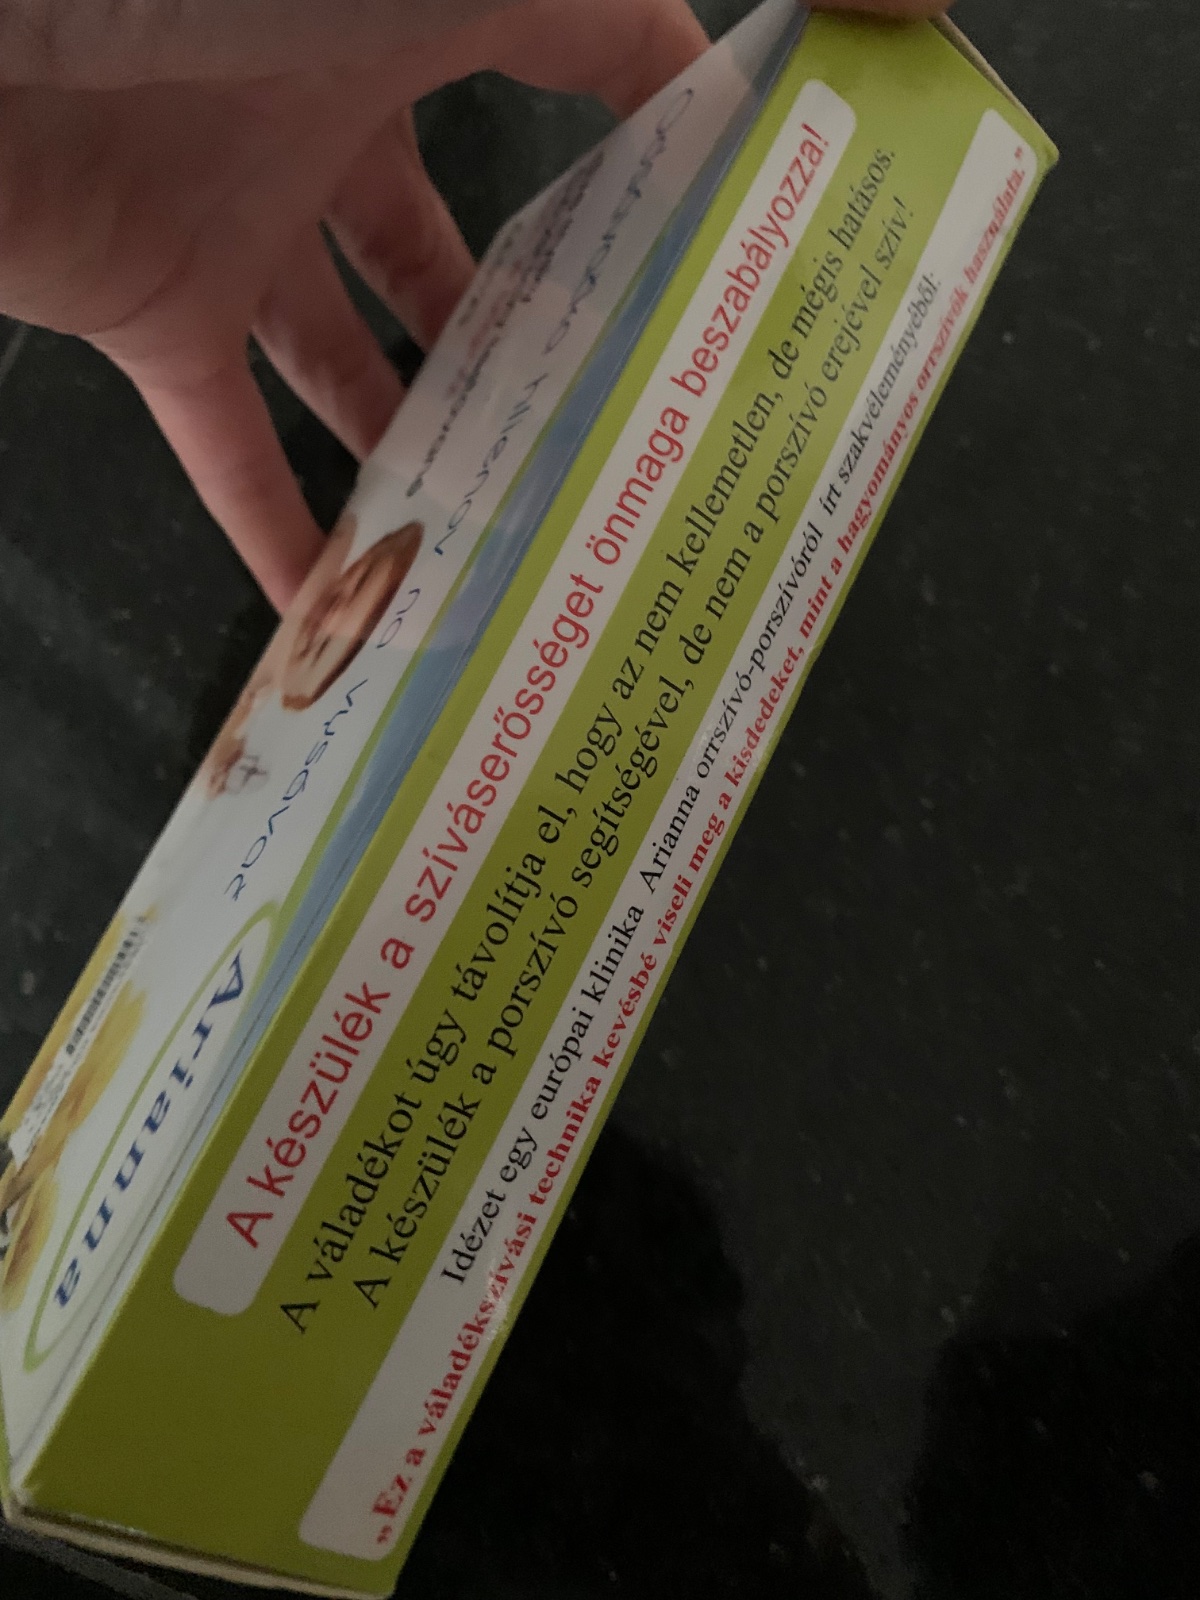 A készülék a szíváserősséget önmaga beszabályozza!
A váladékot úgy távolítja el, hogy az nem kellemetlen, de mégis hatásos.
A készülék a porszívó segítségével, de nem a porszívó erejével szív!
Idézet egy európai klinika Arianna orrszívó-porszívóról írt szakvéleményéből:
„Ez a váladékszívási technika kevésbé viseli meg a kisdedeket, mint a hagyományos orrszívók használata.”
Arianna